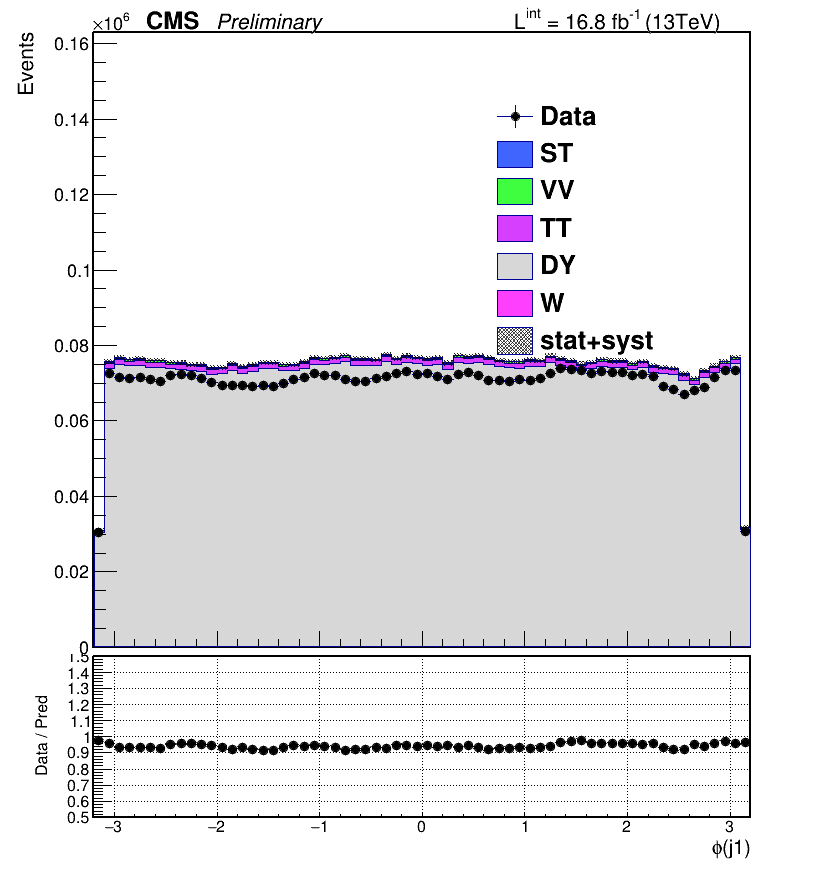 ×10⁶ CMS Preliminary L^int = 16.8 fb⁻¹ (13TeV)
Events
0.16
0.14
0.12
0.1
0.08
0.06
0.04
0.02
0
Data
ST
VV
TT
DY
W
stat+syst
Data / Pred
1.5
1.4
1.3
1.2
1.1
1
0.9
0.8
0.7
0.6
0.5
−3 −2 −1 0 1 2 3
ϕ(j1)